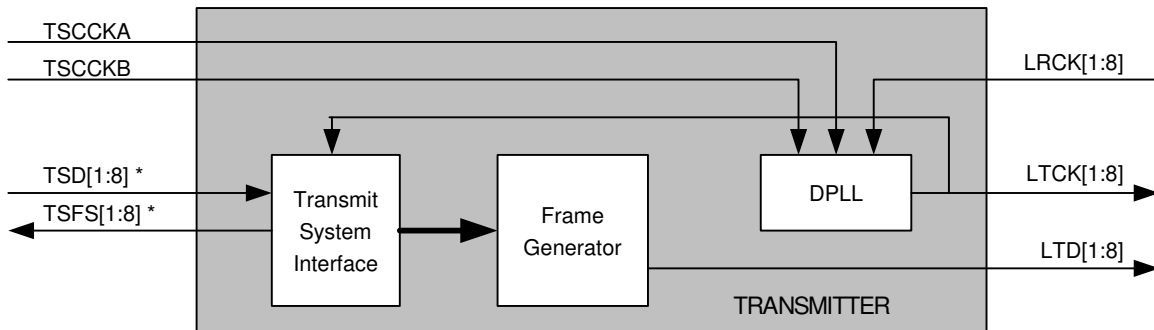 TSCCKA
TSCCKB
LRCK[1:8]
TSD[1:8] *
TSFS[1:8] *
Transmit
System
Interface
Frame
Generator
DPLL
LTCK[1:8]
LTD[1:8]
TRANSMITTER